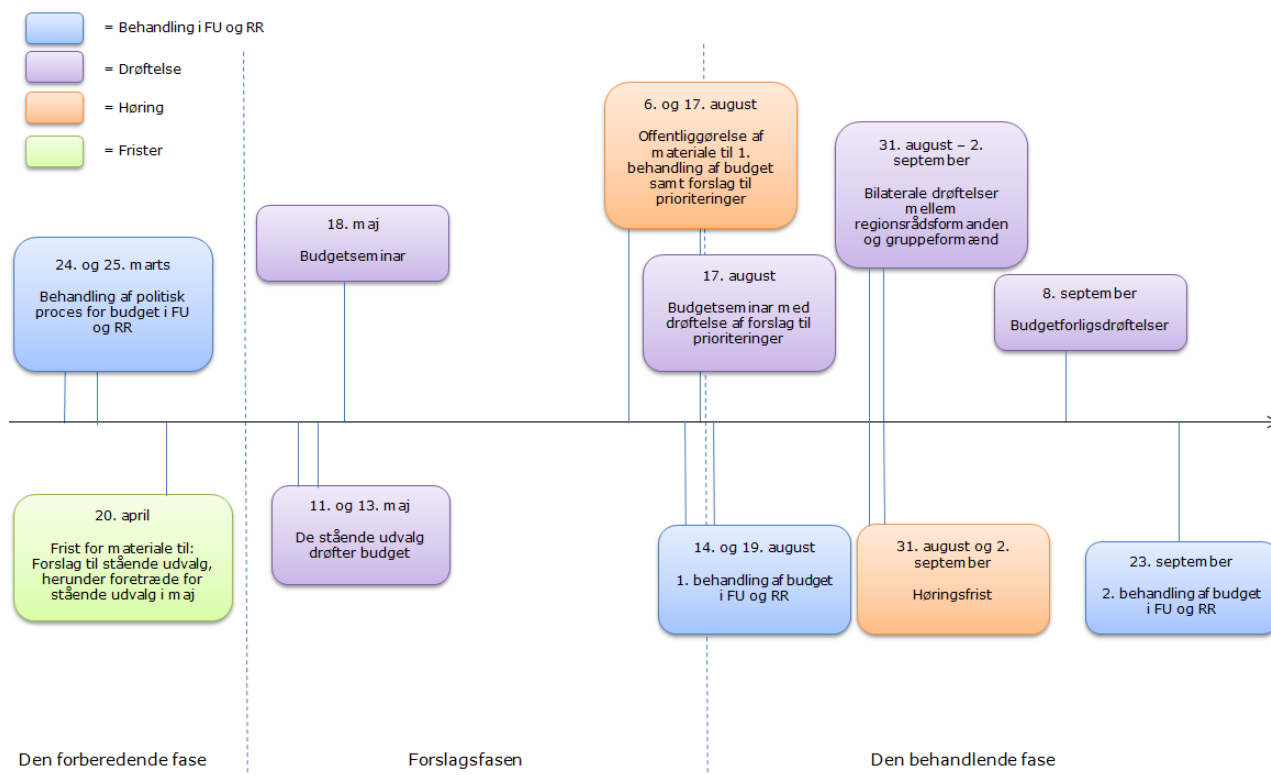 = Behandling i FU og RR
= Drøftelse
= Høring
= Frister
24. og 25. marts
Behandling af politisk
proces for budget i FU
og RR
18. maj
Budgetseminar
6. og 17. august
Offentliggørelse af
materiale til 1.
behandling af budget
samt forslag til
prioriteringer
17. august
Budgetseminar med
drøftelse af forslag til
prioriteringer
31. august – 2.
september
Bilaterale drøftelser
mellem
regionsrådsformanden
og gruppeformænd
8. september
Budgetforligsdrøftelser
20. april
Frist for materiale til:
Forslag til stående udvalg,
herunder foretræde for
stående udvalg i maj
11. og 13. maj
De stående udvalg
drøfter budget
14. og 19. august
1. behandling af budget
i FU og RR
31. august og 2.
september
Høringsfrist
23. september
2. behandling af budget
i FU og RR
Den forberedende fase
Forslagsfasen
Den behandlende fase